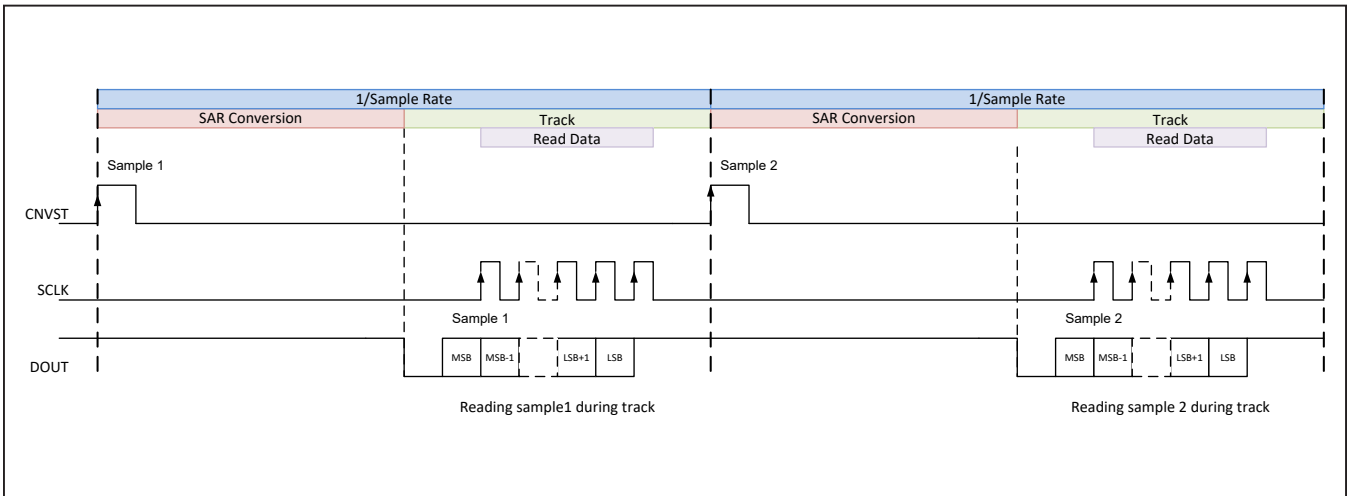 1/Sample Rate 1/Sample Rate
SAR Conversion Track SAR Conversion Track
Read Data Read Data
Sample 1 Sample 2
CNVST
SCLK
Sample 1 Sample 2
DOUT MSB MSB-1 LSB+1 LSB MSB MSB-1 LSB+1 LSB
Reading sample1 during track Reading sample 2 during track